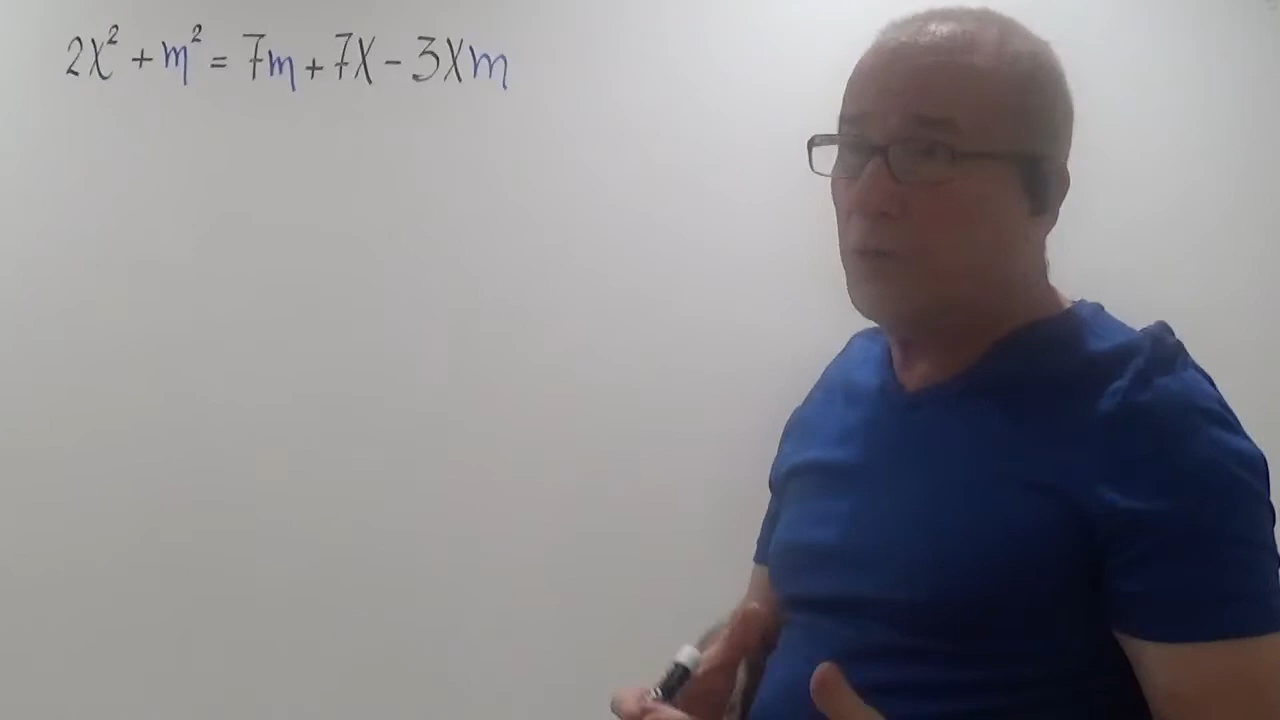 2x² + m² = 7m + 7x - 3xm